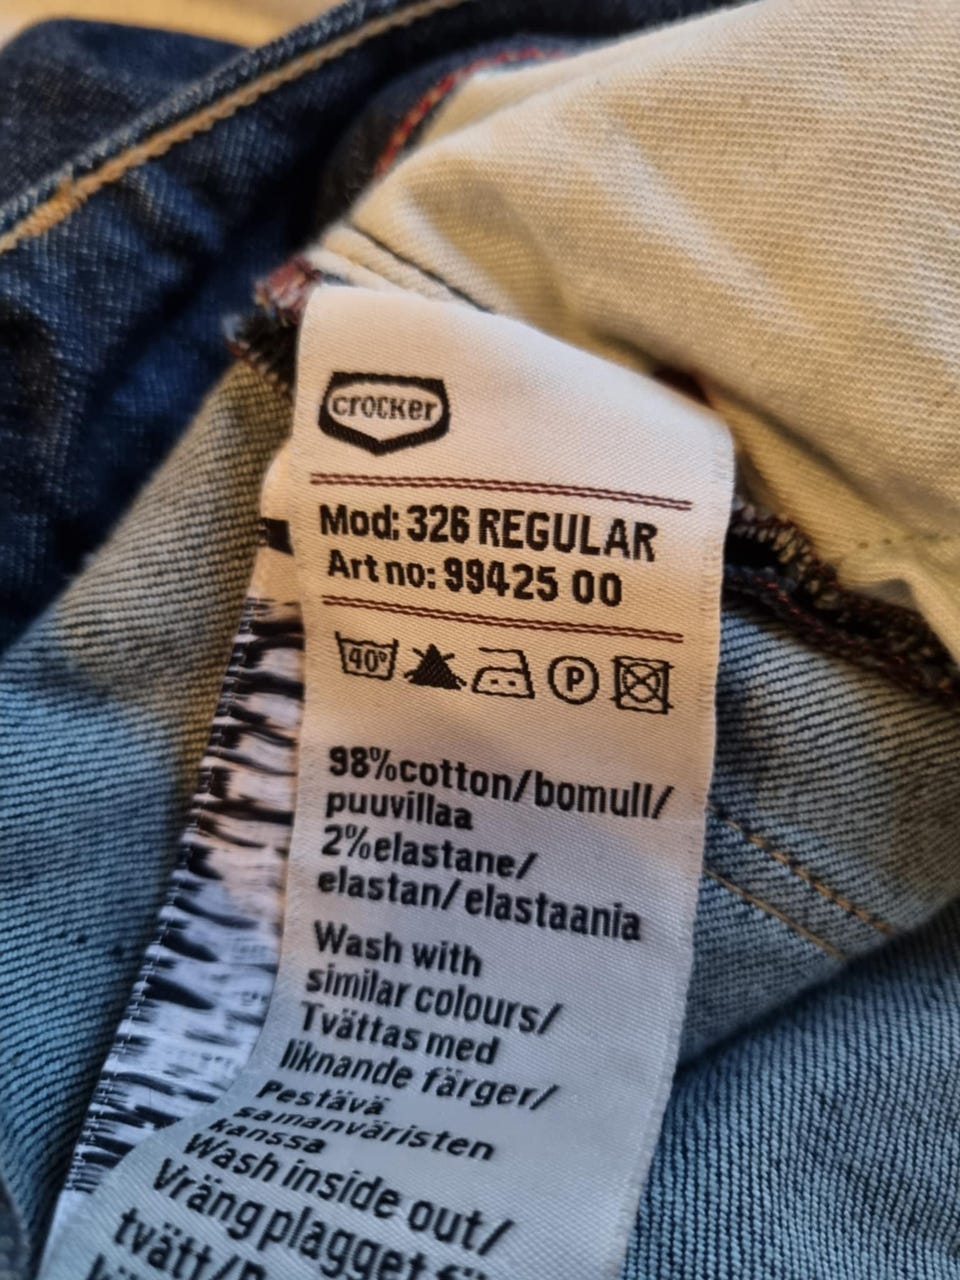 crocker
Mod: 326 REGULAR
Art no: 99425 00
40°
P
98%cotton/bomull/
puuvillaa
2%elastane/
elastan/elastaania
Wash with
similar colours/
Tvättas med
liknande färger/
Pestävä
samanväristen
kanssa
Wash inside out/
Vräng plagget
tvätt/